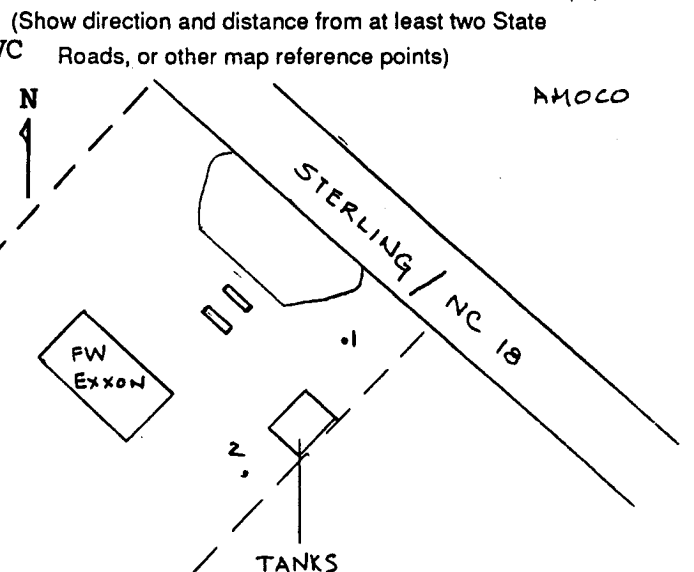 (Show direction and distance from at least two State
Roads, or other map reference points)
N
AMOCO
STERLING / NC 18
.1
FW
EXXON
2
TANKS